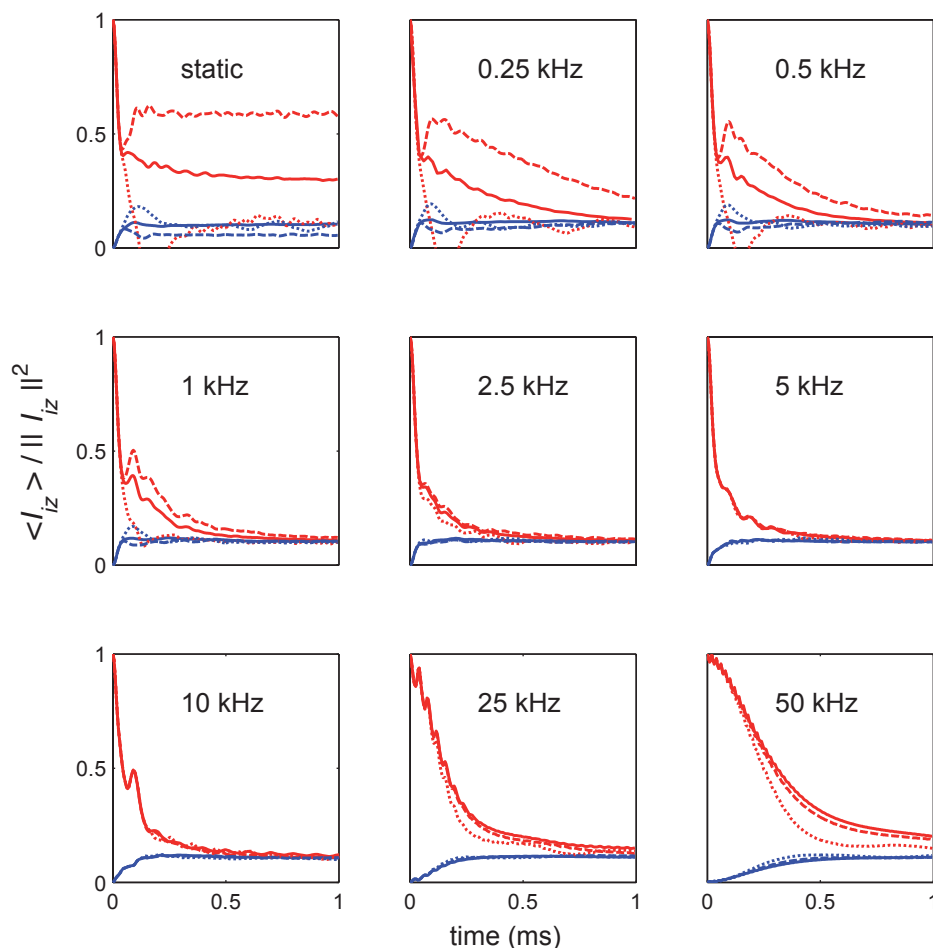 1
static
0.25 kHz
0.5 kHz
0.5
0
1
1 kHz
2.5 kHz
5 kHz
0.5
0
<I_iz> / || I_iz ||^2
1
10 kHz
25 kHz
50 kHz
0.5
0
0 0.5 1 0 0.5 1 0 0.5 1
time (ms)